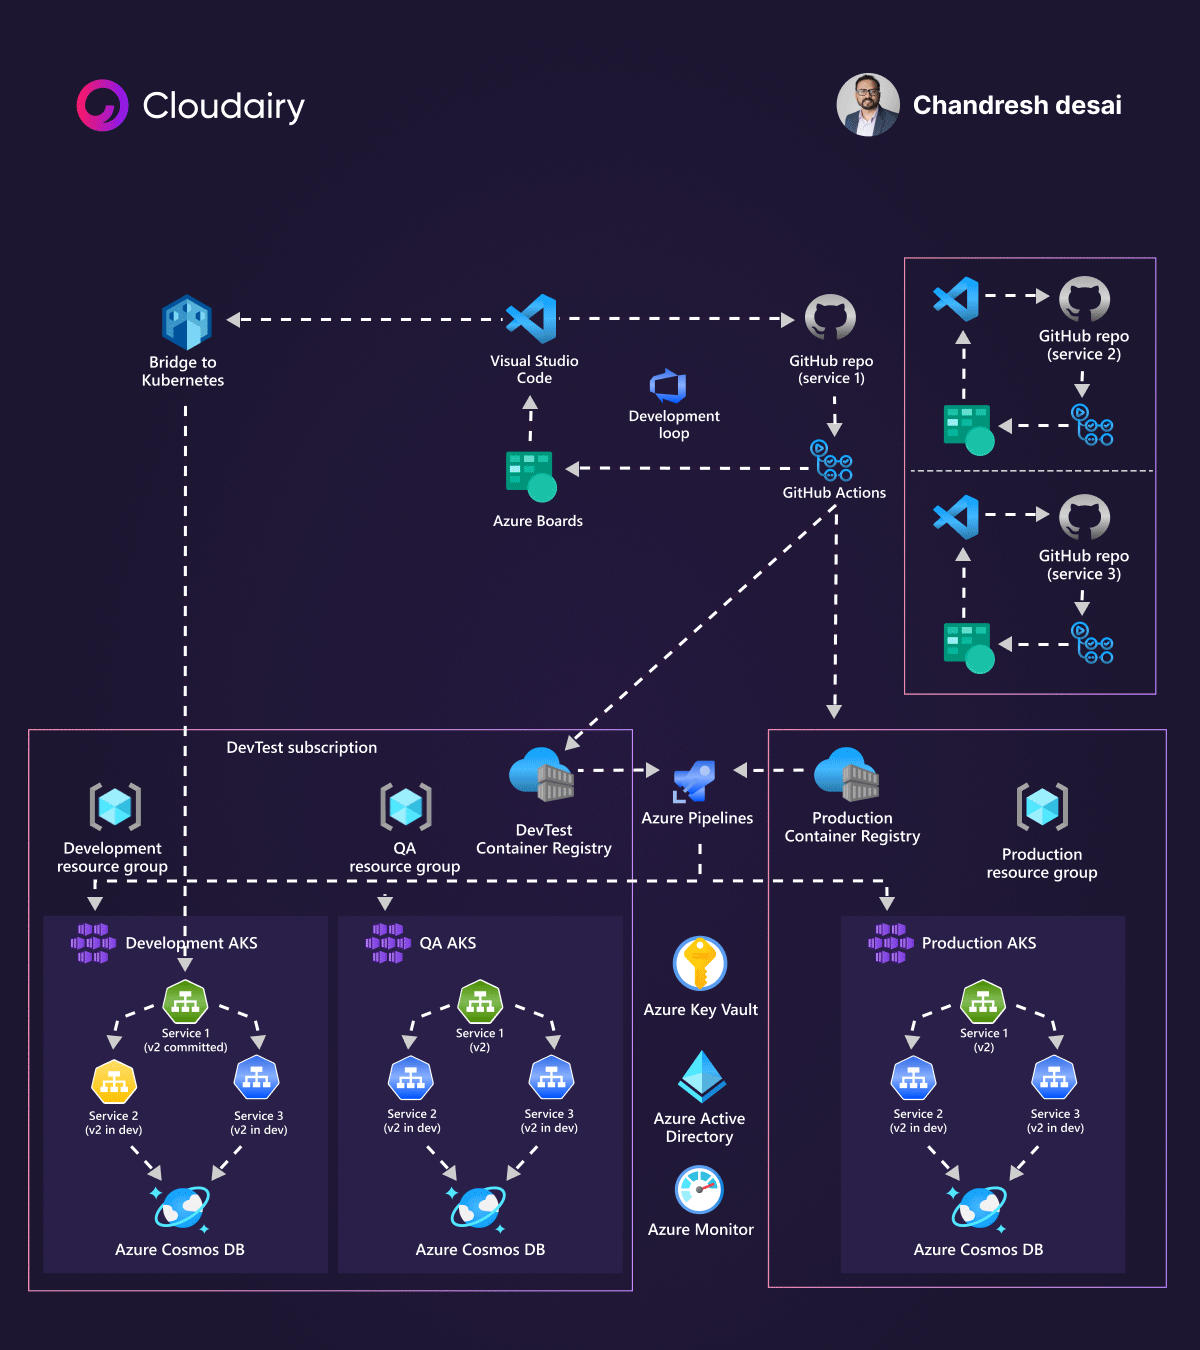 Cloudairy
Chandresh desai
Bridge to
Kubernetes
Visual Studio
Code
GitHub repo
(service 1)
Development
loop
Azure Boards
GitHub Actions
GitHub repo
(service 2)
GitHub repo
(service 3)
DevTest subscription
Development
resource group
QA
resource group
DevTest
Container Registry
Azure Pipelines
Production
Container Registry
Production
resource group
Development AKS
Service 1
(v2 committed)
Service 2
(v2 in dev)
Service 3
(v2 in dev)
Azure Cosmos DB
QA AKS
Service 1
(v2)
Service 2
(v2 in dev)
Service 3
(v2 in dev)
Azure Cosmos DB
Azure Key Vault
Azure Active
Directory
Azure Monitor
Production AKS
Service 1
(v2)
Service 2
(v2 in dev)
Service 3
(v2 in dev)
Azure Cosmos DB